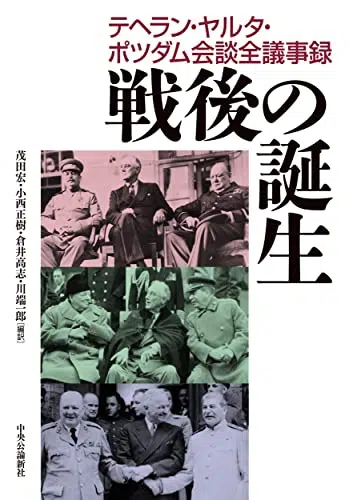 テヘラン・ヤルタ・
ポツダム会談全議事録
戦後の誕生
茂田宏・小西正樹・倉井高志・川端一郎[編訳]
中央公論新社